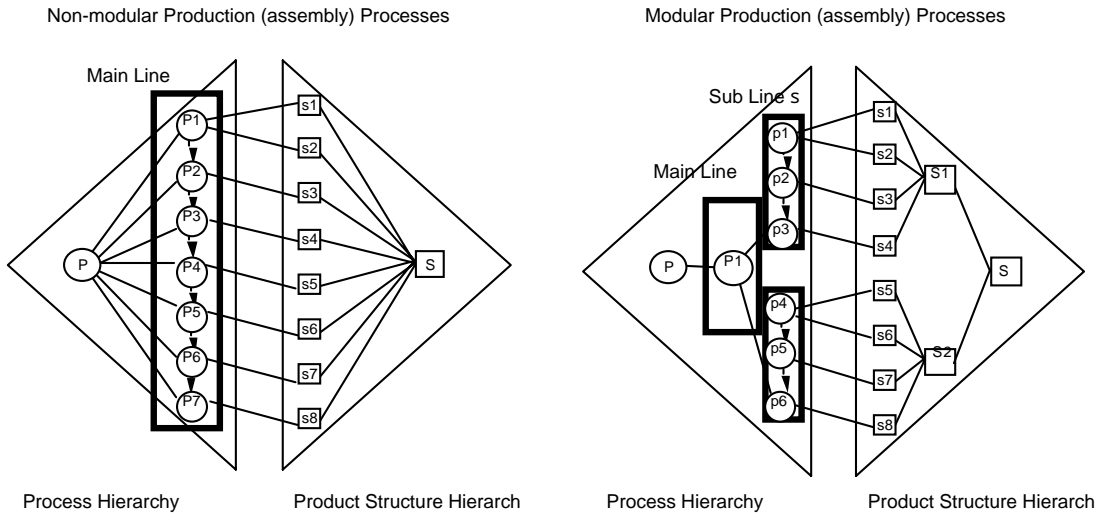 Non-modular Production (assembly) Processes
Main Line
P1
P2
P3
P4
P5
P6
P7
P
s1
s2
s3
s4
s5
s6
s7
s8
S
Process Hierarchy
Product Structure Hierarch
Modular Production (assembly) Processes
Sub Line s
Main Line
p1
p2
p3
P
P1
p4
p5
p6
s1
s2
s3
s4
s5
s6
s7
s8
S1
S2
S
Process Hierarchy
Product Structure Hierarch